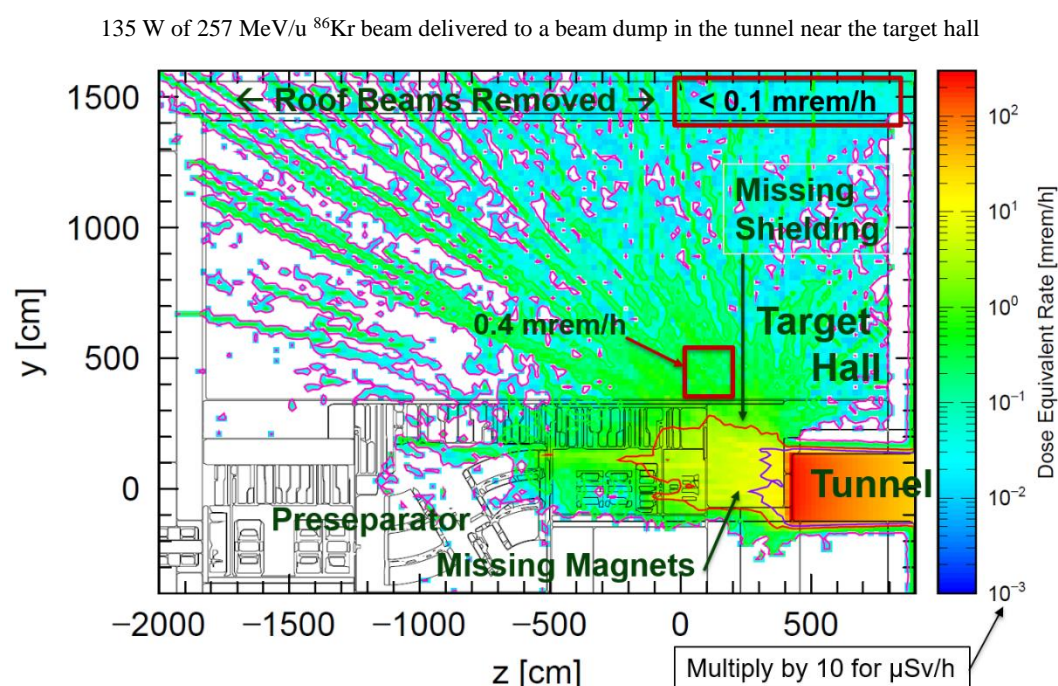 135 W of 257 MeV/u ⁸⁶Kr beam delivered to a beam dump in the tunnel near the target hall
← Roof Beams Removed →
< 0.1 mrem/h
Missing
Shielding
0.4 mrem/h
Target
Hall
Tunnel
Preseparator
Missing Magnets
1500
1000
500
0
y [cm]
−2000
−1500
−1000
−500
0
500
z [cm]
10²
10¹
10⁰
10⁻¹
10⁻²
10⁻³
Dose Equivalent Rate [mrem/h]
Multiply by 10 for µSv/h